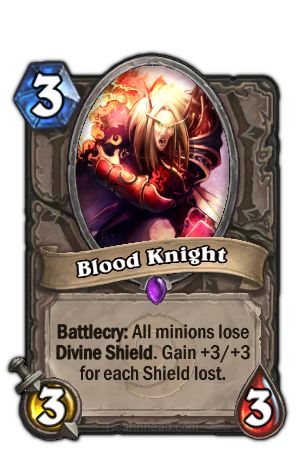 3
Blood Knight
Battlecry: All minions lose
Divine Shield. Gain +3/+3
for each Shield lost.
3
3